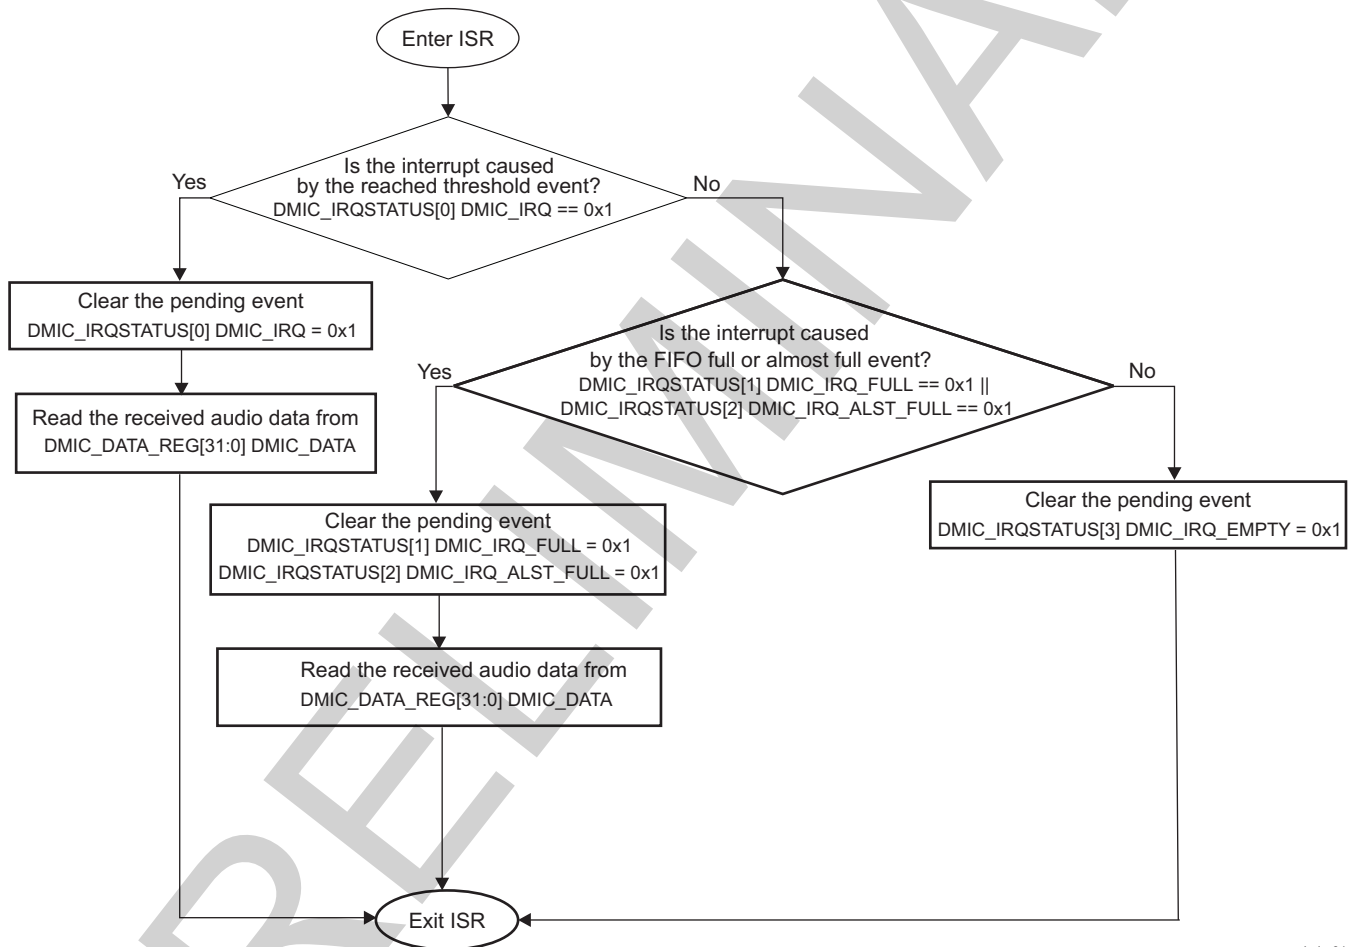 Enter ISR
Is the interrupt caused
by the reached threshold event?
DMIC_IRQSTATUS[0] DMIC_IRQ == 0x1
Yes
No
Clear the pending event
DMIC_IRQSTATUS[0] DMIC_IRQ = 0x1
Read the received audio data from
DMIC_DATA_REG[31:0] DMIC_DATA
Is the interrupt caused
by the FIFO full or almost full event?
DMIC_IRQSTATUS[1] DMIC_IRQ_FULL == 0x1 ||
DMIC_IRQSTATUS[2] DMIC_IRQ_ALST_FULL == 0x1
Yes
No
Clear the pending event
DMIC_IRQSTATUS[1] DMIC_IRQ_FULL = 0x1
DMIC_IRQSTATUS[2] DMIC_IRQ_ALST_FULL = 0x1
Read the received audio data from
DMIC_DATA_REG[31:0] DMIC_DATA
Clear the pending event
DMIC_IRQSTATUS[3] DMIC_IRQ_EMPTY = 0x1
Exit ISR
RELIMINA